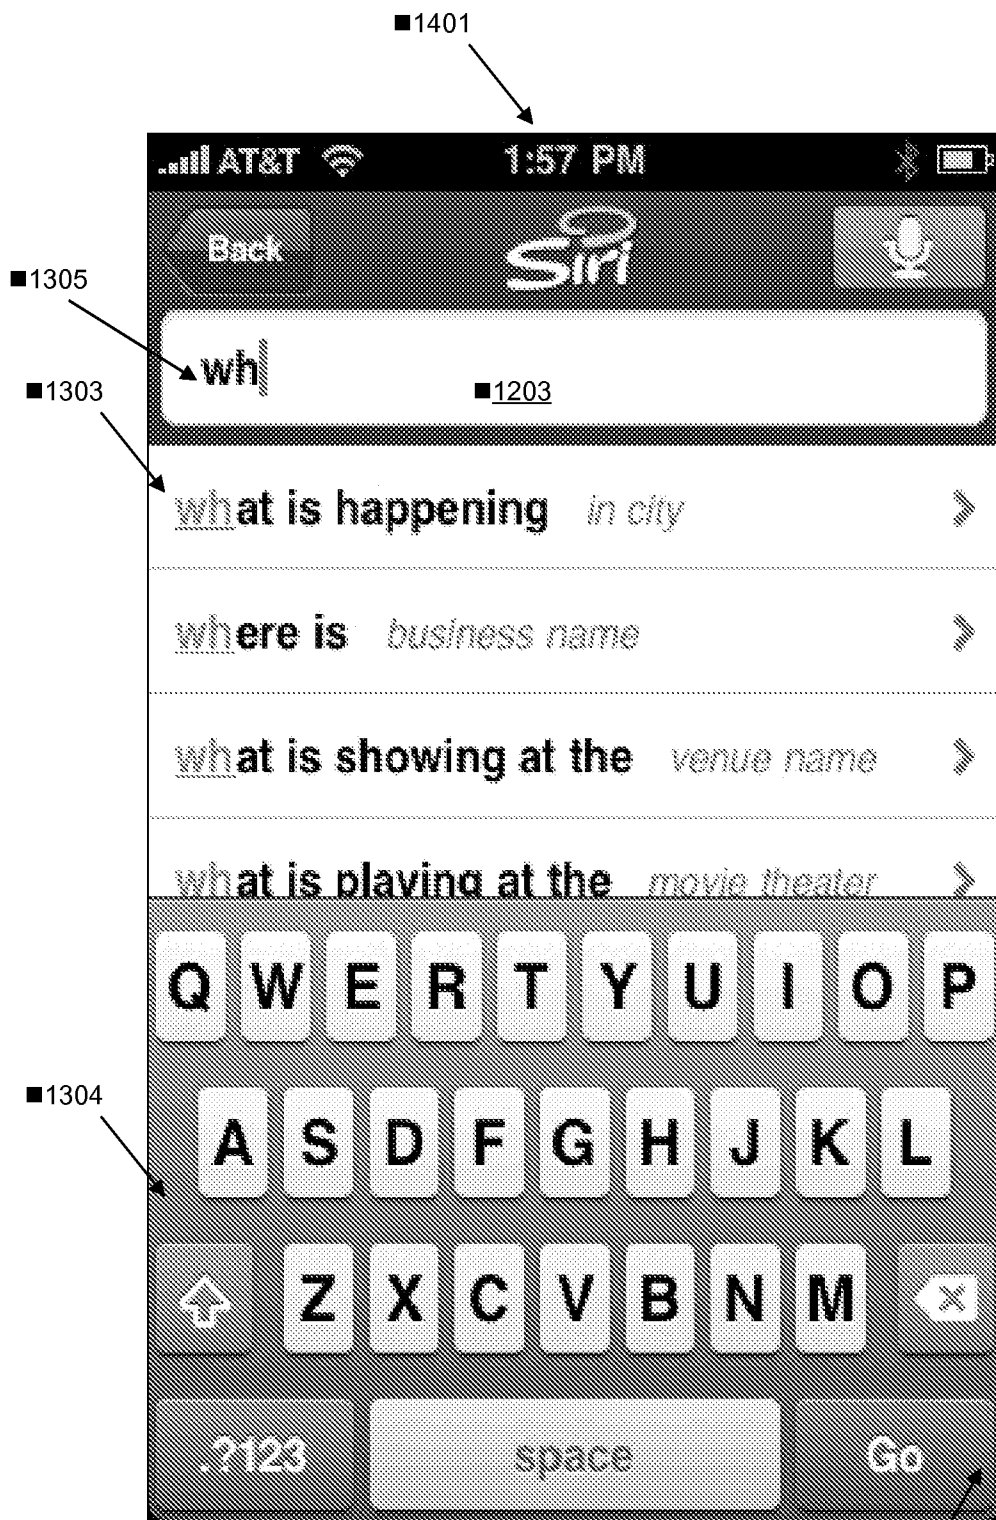 ■1401
AT&T 1:57 PM
Back Siri
■1305
wh
■1303
■1203
what is happening in city
where is business name
what is showing at the venue name
what is playing at the movie theater
Q W E R T Y U I O P
■1304
A S D F G H J K L
Z X C V B N M
.?123 space Go